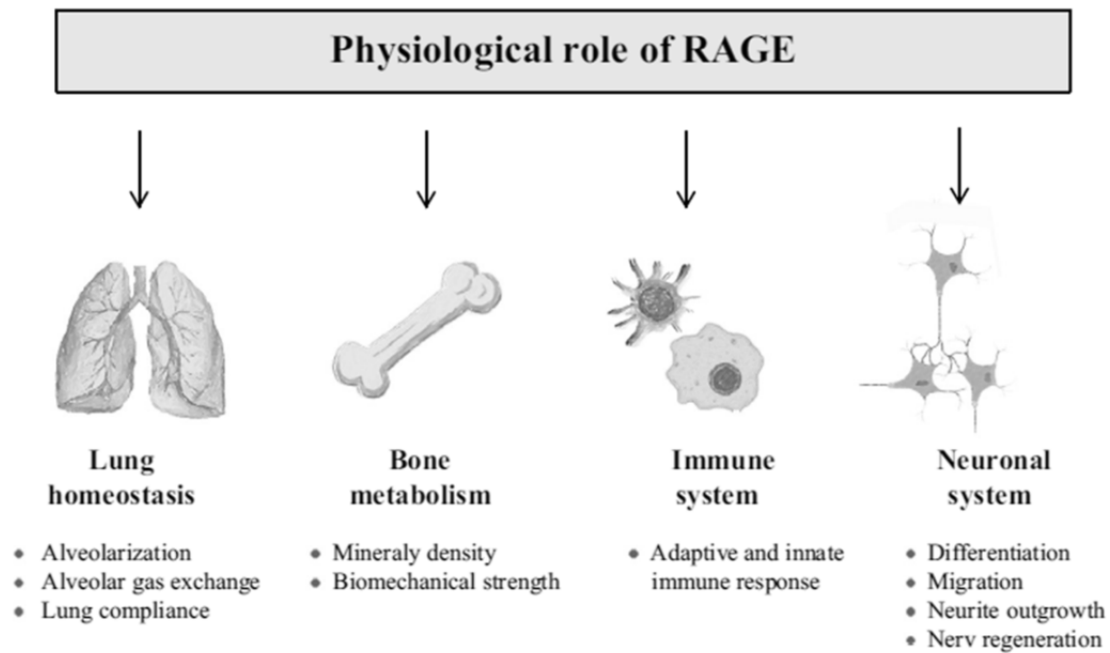 Physiological role of RAGE
Lung
homeostasis
• Alveolarization
• Alveolar gas exchange
• Lung compliance
Bone
metabolism
• Mineraly density
• Biomechanical strength
Immune
system
• Adaptive and innate
immune response
Neuronal
system
• Differentiation
• Migration
• Neurite outgrowth
• Nerv regeneration